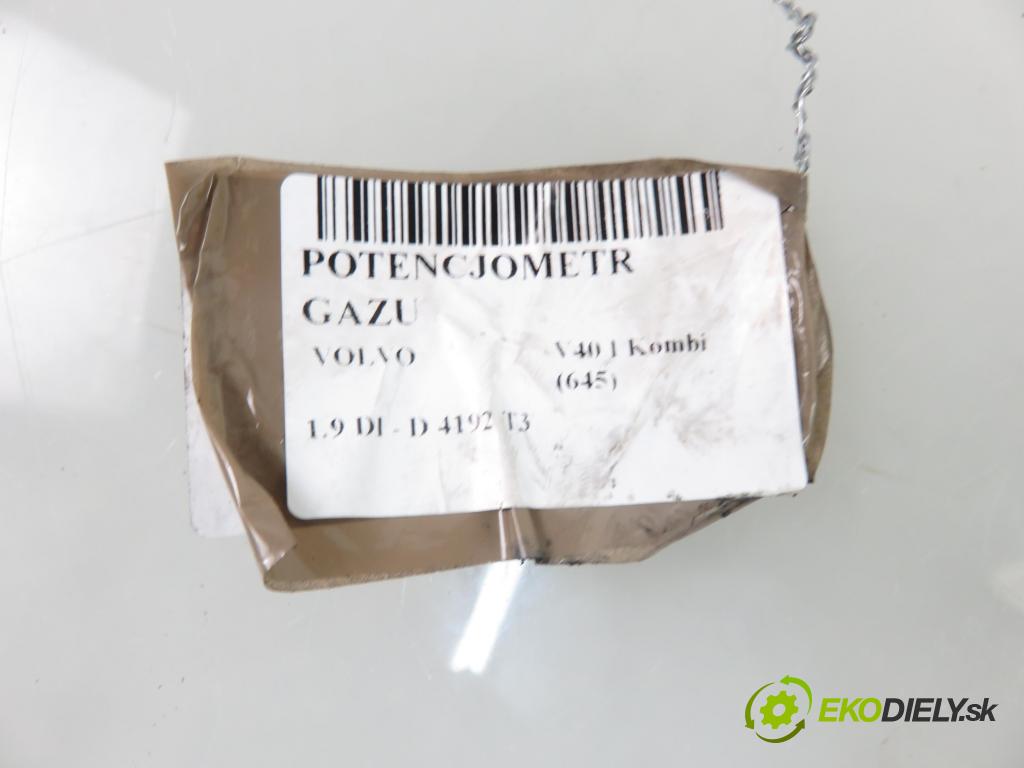 POTENCJOMETR
GAZU
VOLVO V40 I Kombi
(645)
1.9 DI - D 4192 T3
EKODIELY.sk